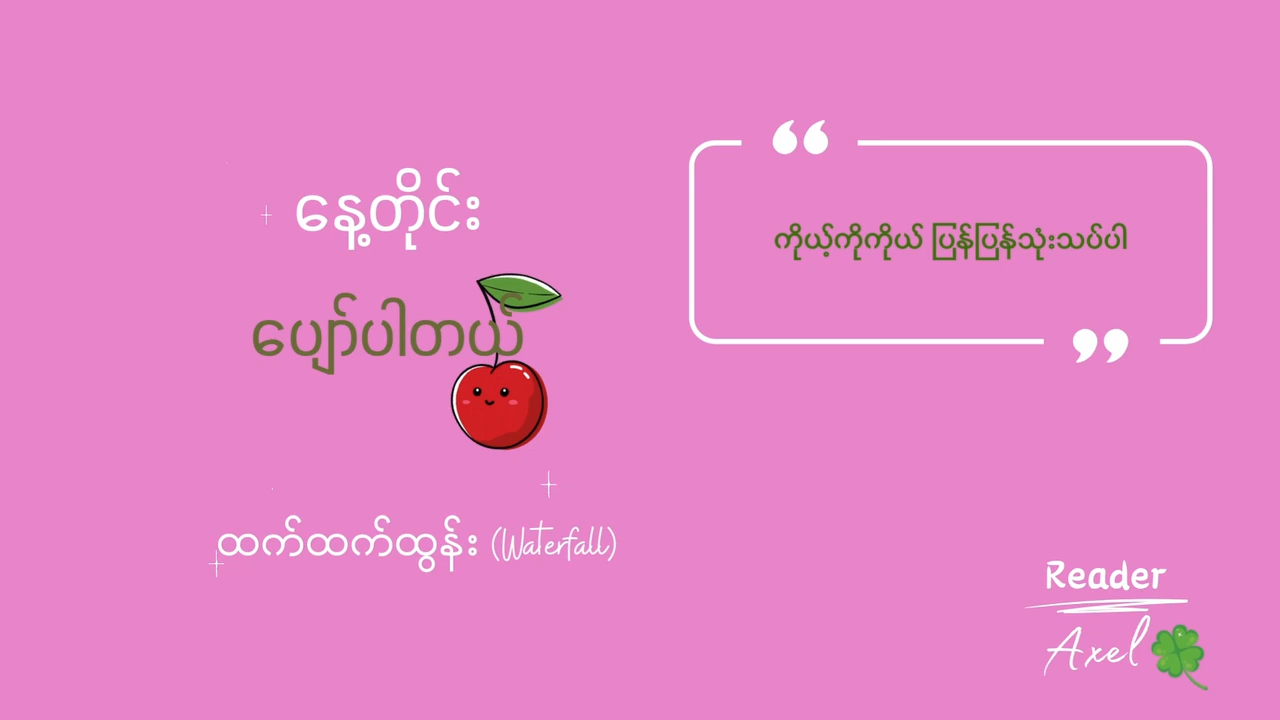 နေ့တိုင်း
ပျော်ပါတယ်
ထက်ထက်ထွန်း (Waterfall)
ကိုယ့်ကိုကိုယ် ပြန်ပြန်သုံးသပ်ပါ
Reader
Axel